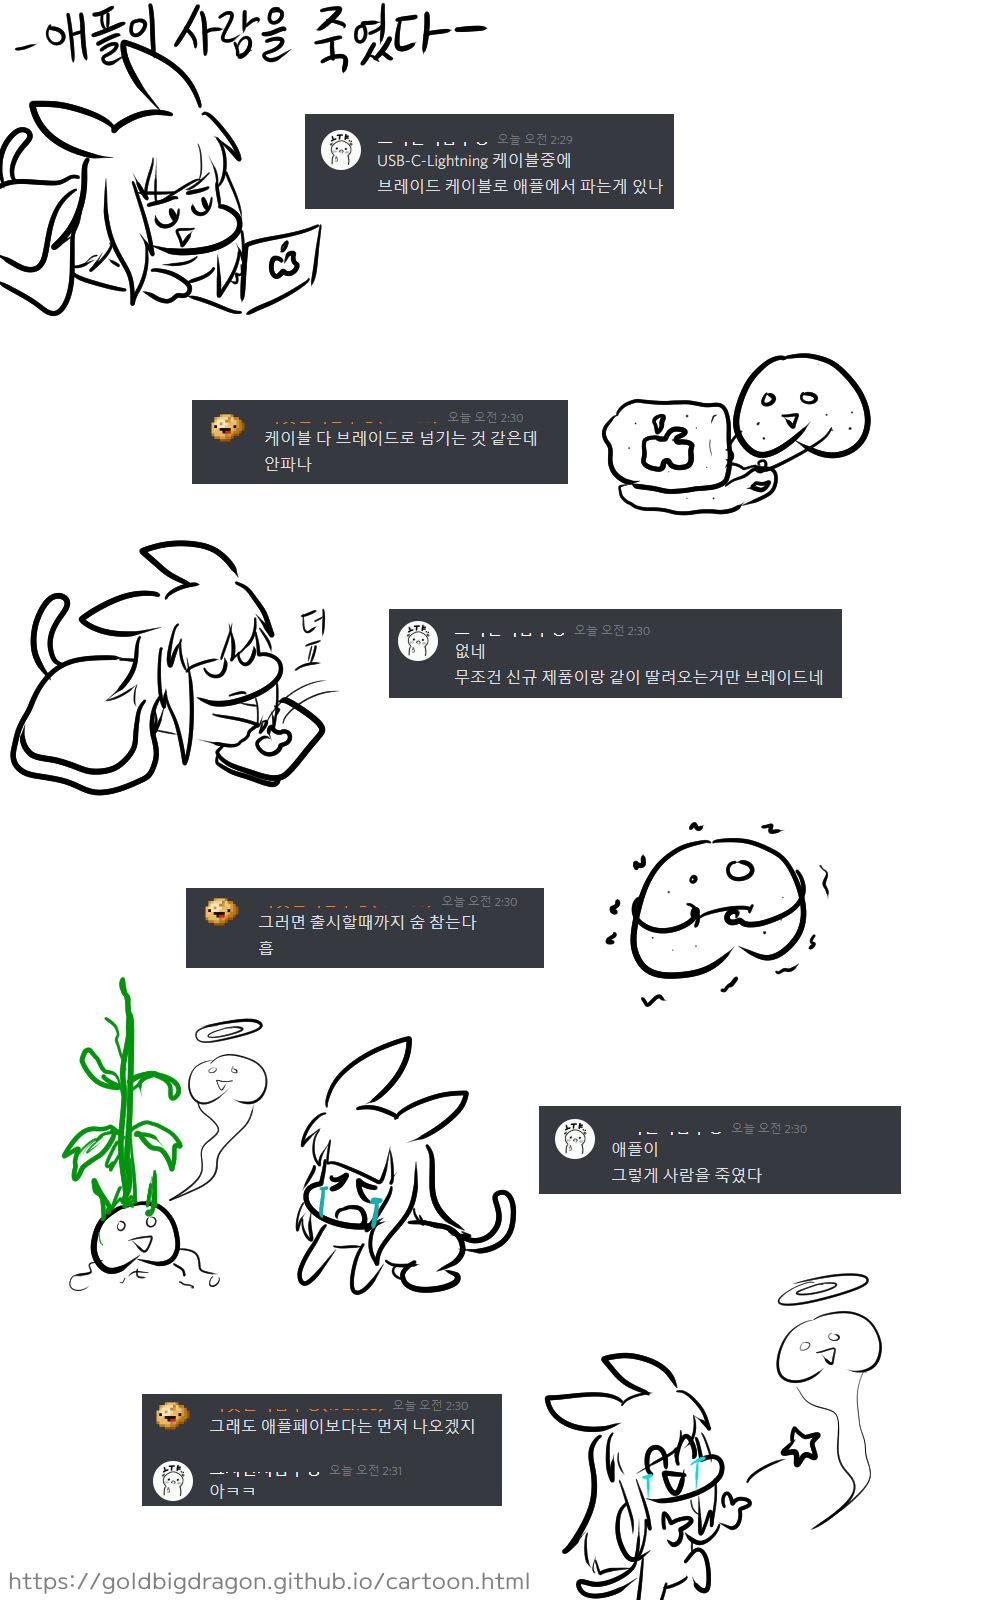 -애플이 사람을 죽였다-
오늘 오전 2:29
USB-C-Lightning 케이블중에
브레이드 케이블로 애플에서 파는게 있나
오늘 오전 2:30
케이블 다 브레이드로 넘기는 것 같은데
안파나
더
프
오늘 오전 2:30
없네
무조건 신규 제품이랑 같이 딸려오는거만 브레이드네
오늘 오전 2:30
그러면 출시할때까지 숨 참는다
흡
오늘 오전 2:30
애플이
그렇게 사람을 죽였다
오늘 오전 2:30
그래도 애플페이보다는 먼저 나오겠지
오늘 오전 2:31
아ㅋㅋ
https://goldbigdragon.github.io/cartoon.html